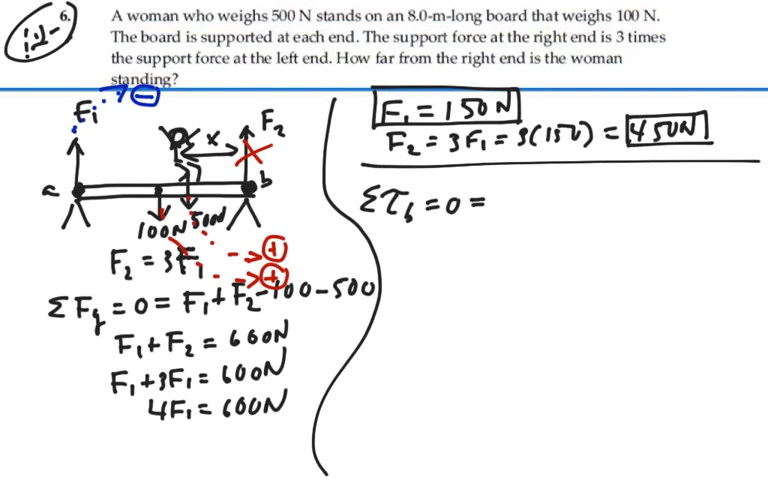 12-6.
A woman who weighs 500 N stands on an 8.0-m-long board that weighs 100 N.
The board is supported at each end. The support force at the right end is 3 times
the support force at the left end. How far from the right end is the woman
standing?
F₁ → ⊖
x
F₂
a
b
100N 50N
→ ⊕
F₂ = 3F₁
→ ⊕
ΣFy = 0 = F₁ + F₂ - 100 - 500
F₁ + F₂ = 600N
F₁ + 3F₁ = 600N
4F₁ = 600N
F₁ = 150N
F₂ = 3F₁ = 3(150) = 450N
Στb = 0 =